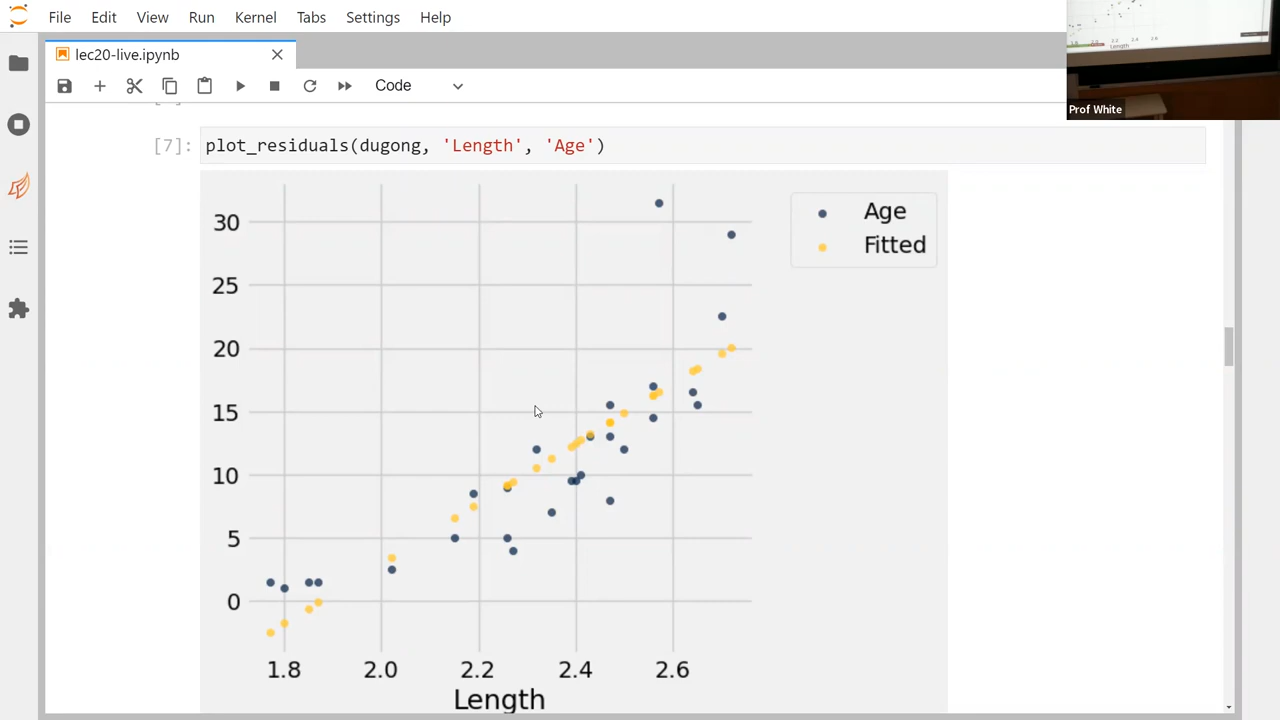 File Edit View Run Kernel Tabs Settings Help
lec20-live.ipynb
Code
Prof White
Length
[7]: plot_residuals(dugong, 'Length', 'Age')
Age
Fitted
30
25
20
15
10
5
0
1.8 2.0 2.2 2.4 2.6
Length